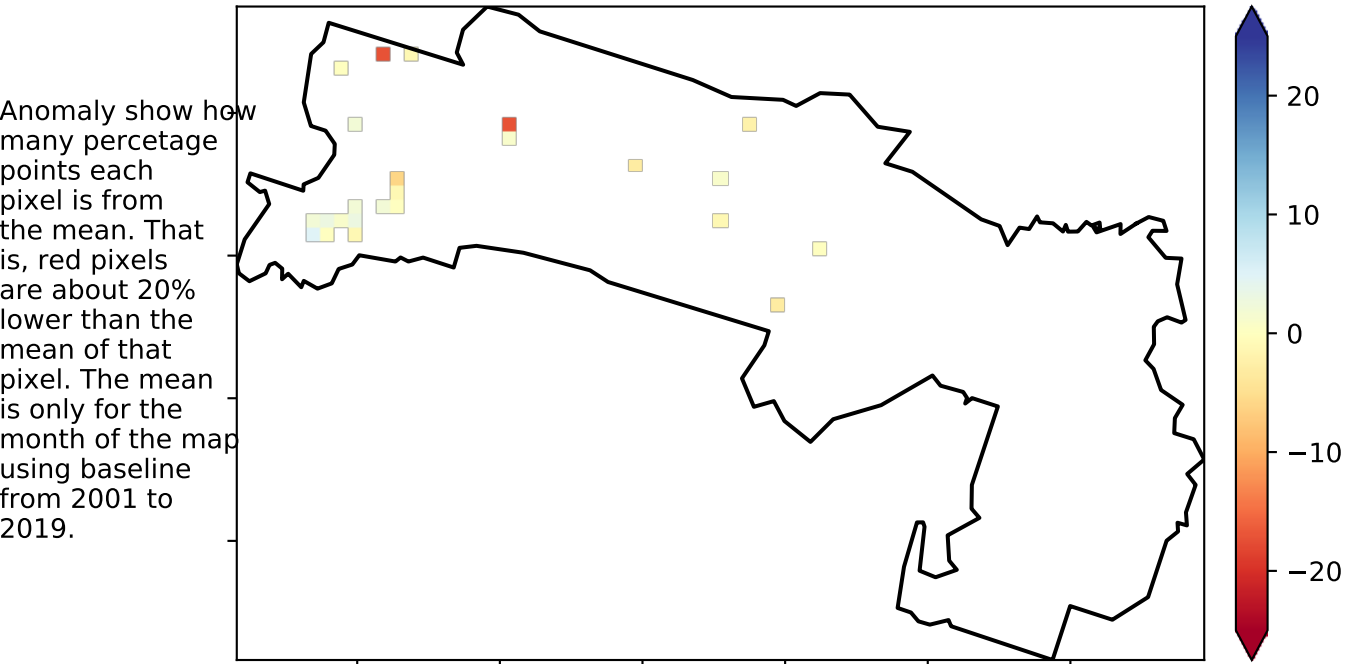 Anomaly show how
many percetage
points each
pixel is from
the mean. That
is, red pixels
are about 20%
lower than the
mean of that
pixel. The mean
is only for the
month of the map
using baseline
from 2001 to
2019.
20
10
0
−10
−20